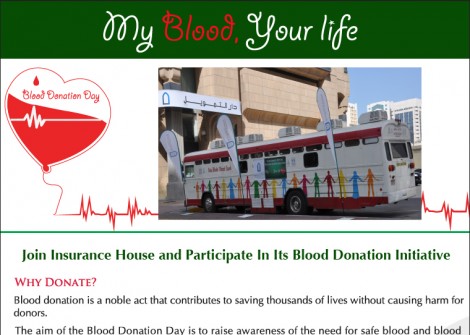 My Blood, Your life
Blood Donation Day
دار التمويل
Join Insurance House and Participate In Its Blood Donation Initiative
WHY DONATE?
Blood donation is a noble act that contributes to saving thousands of lives without causing harm for
donors.
The aim of the Blood Donation Day is to raise awareness of the need for safe blood and blood